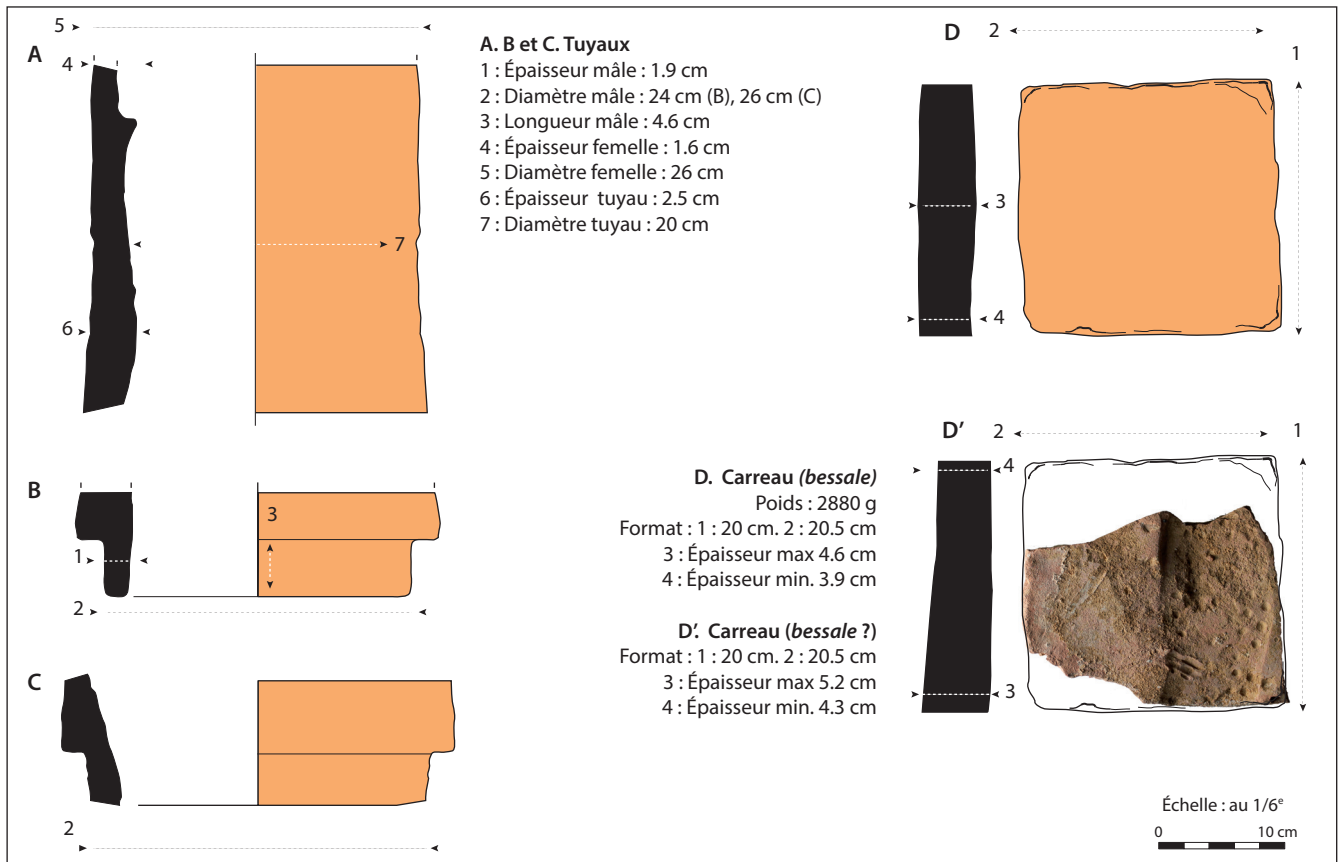 5
A
4
7
6
A. B et C. Tuyaux
1 : Épaisseur mâle : 1.9 cm
2 : Diamètre mâle : 24 cm (B), 26 cm (C)
3 : Longueur mâle : 4.6 cm
4 : Épaisseur femelle : 1.6 cm
5 : Diamètre femelle : 26 cm
6 : Épaisseur tuyau : 2.5 cm
7 : Diamètre tuyau : 20 cm
D
2
1
3
4
B
3
1
2
C
2
D. Carreau (bessale)
Poids : 2880 g
Format : 1 : 20 cm. 2 : 20.5 cm
3 : Épaisseur max 4.6 cm
4 : Épaisseur min. 3.9 cm
D'. Carreau (bessale ?)
Format : 1 : 20 cm. 2 : 20.5 cm
3 : Épaisseur max 5.2 cm
4 : Épaisseur min. 4.3 cm
D'
2
1
4
3
Échelle : au 1/6e
0 10 cm